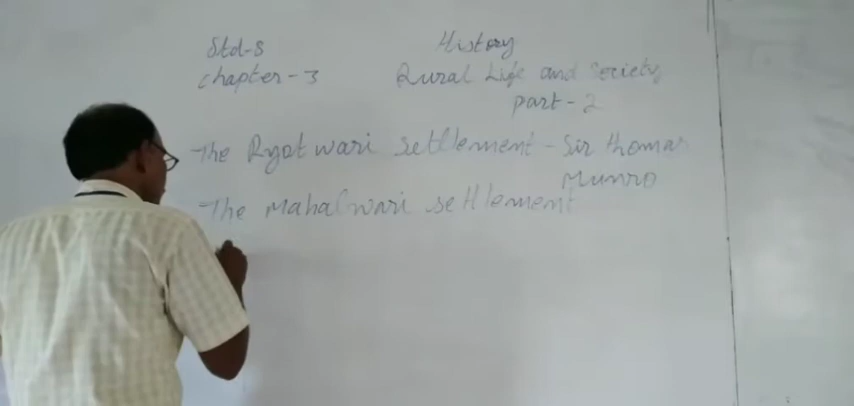 Std-8
History
Chapter-3
Rural Life and Society
part-2
The Ryotwari settlement - Sir Thomas
Munro
The Mahalwari settlement